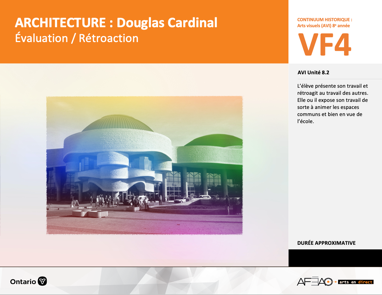 ARCHITECTURE : Douglas Cardinal
Évaluation / Rétroaction
CONTINUUM HISTORIQUE :
Arts visuels (AVI) 8e année
VF4
AVI Unité 8.2
L'élève présente son travail et
rétroagit au travail des autres.
Elle ou il expose son travail de
sorte à animer les espaces
communs et bien en vue de
l'école.
DURÉE APPROXIMATIVE
Ontario
AFEAO
arts en direct